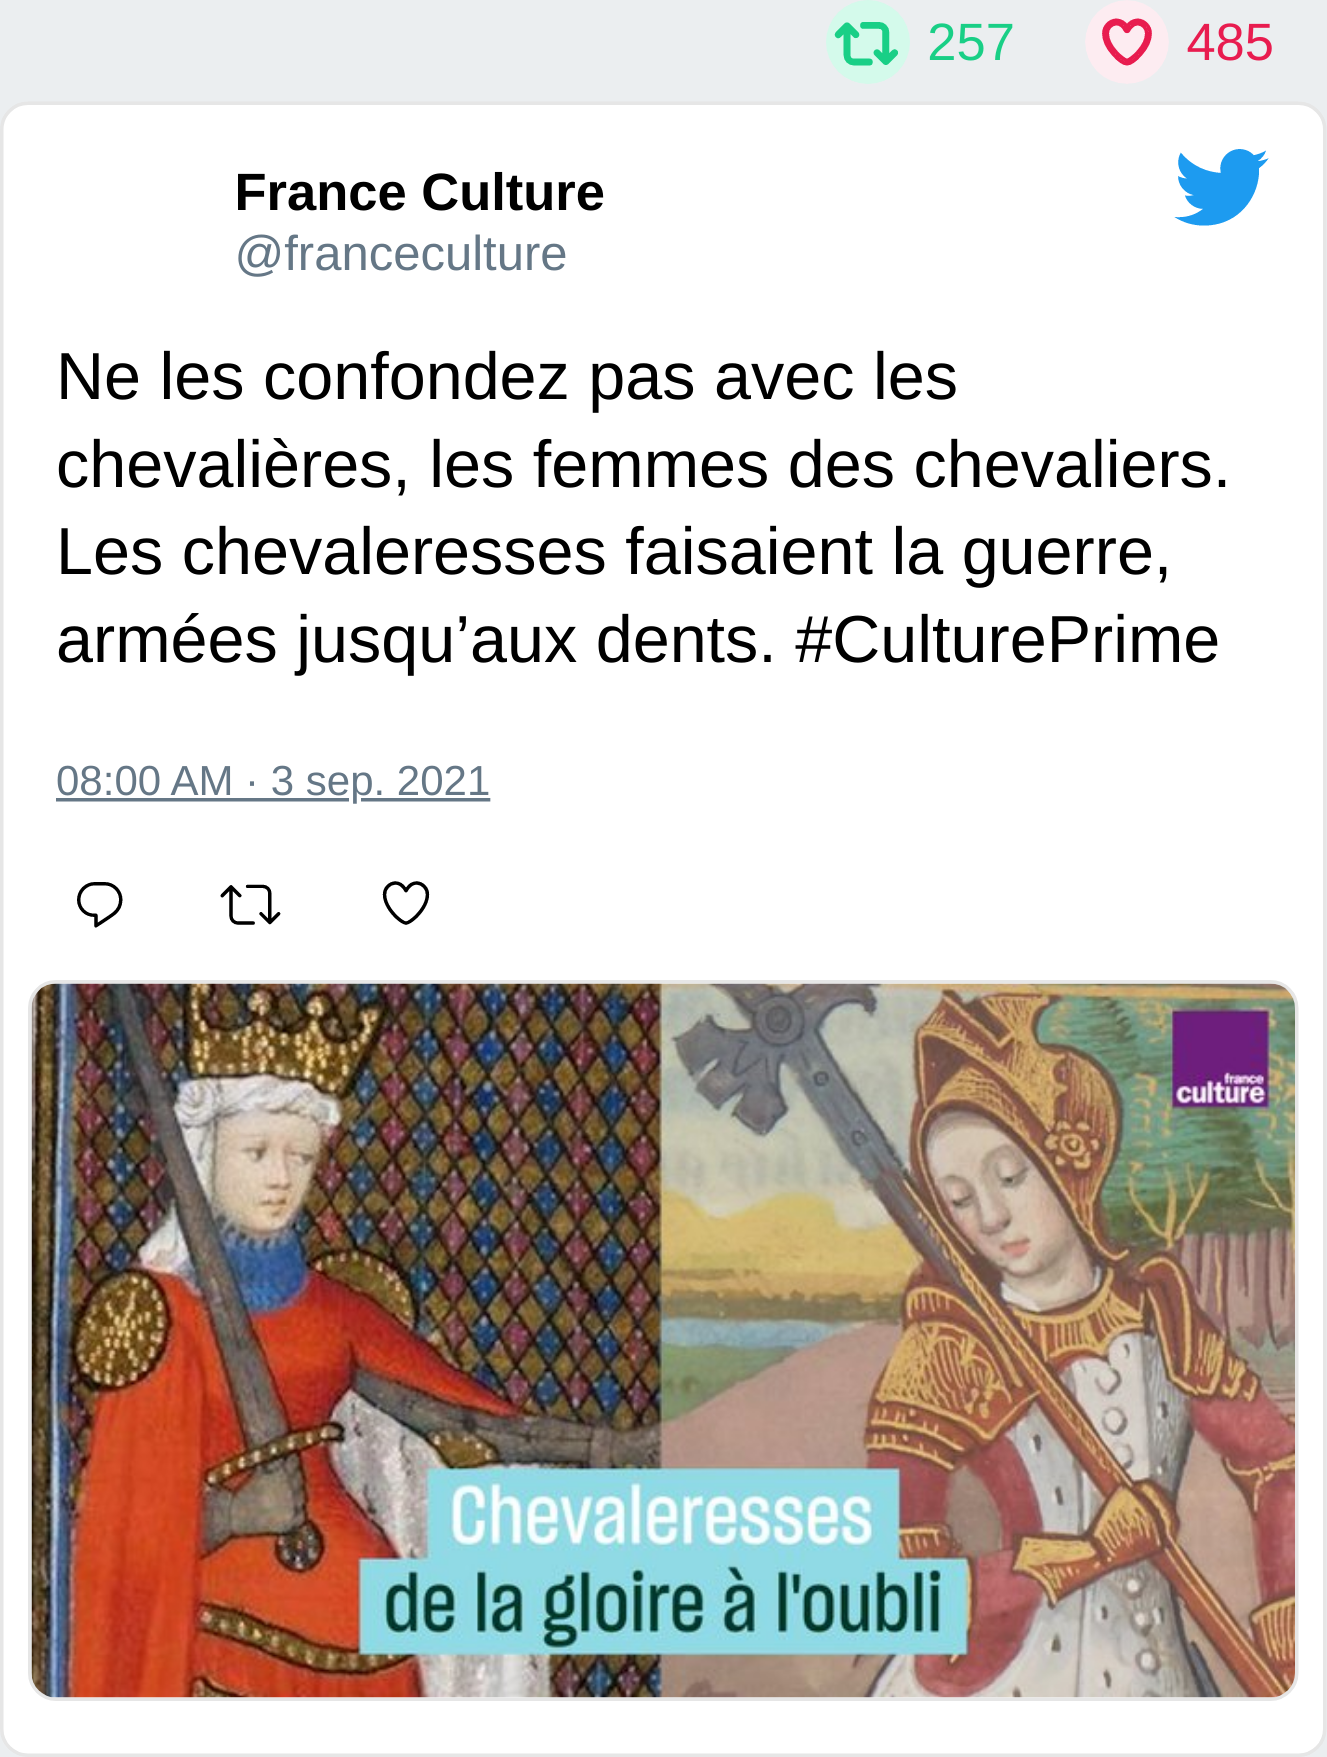 257 485
France Culture
@franceculture
Ne les confondez pas avec les
chevalières, les femmes des chevaliers.
Les chevaleresses faisaient la guerre,
armées jusqu’aux dents. #CulturePrime
08:00 AM · 3 sep. 2021
france
culture
Chevaleresses
de la gloire à l'oubli